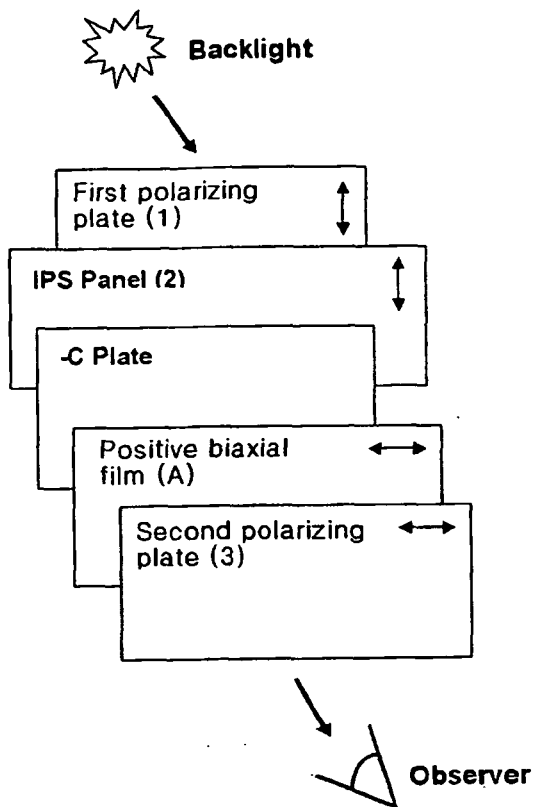 Backlight
First polarizing
plate (1)
IPS Panel (2)
-C Plate
Positive biaxial
film (A)
Second polarizing
plate (3)
Observer